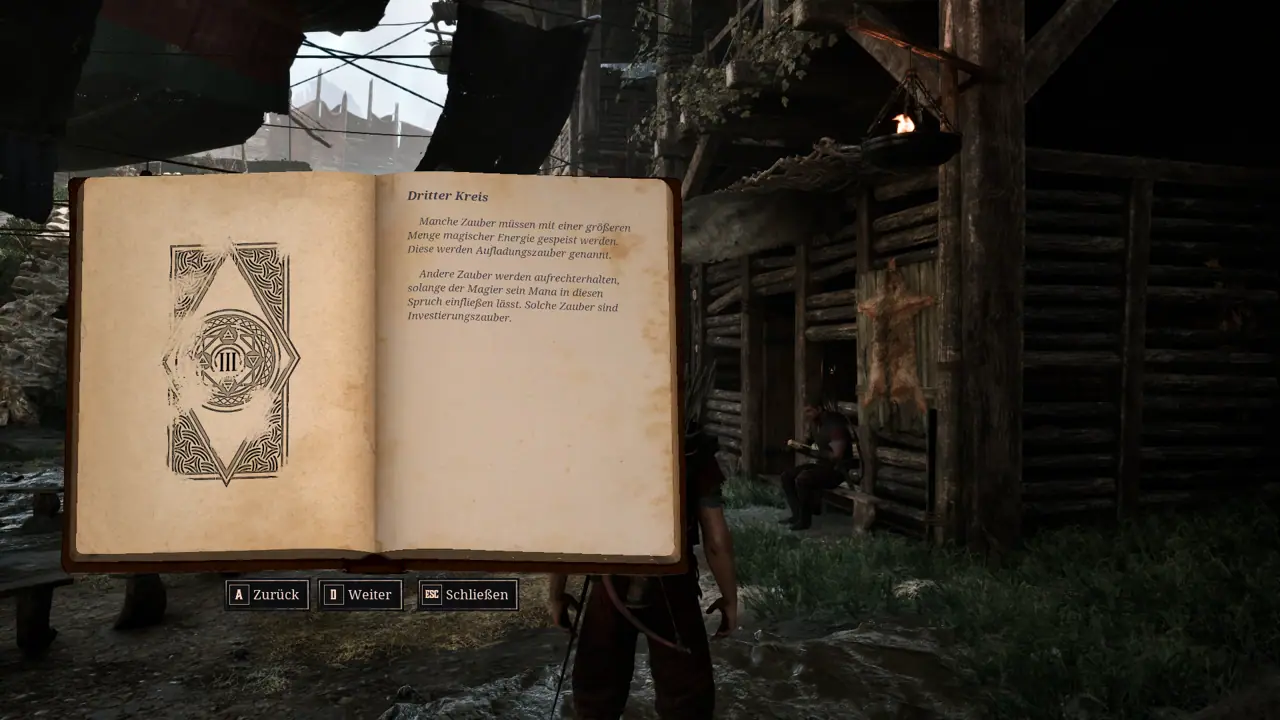 III
Dritter Kreis
Manche Zauber müssen mit einer größeren
Menge magischer Energie gespeist werden.
Diese werden Aufladungszauber genannt.
Andere Zauber werden aufrechterhalten,
solange der Magier sein Mana in diesen
Spruch einfließen lässt. Solche Zauber sind
Investierungszauber.
A Zurück D Weiter ESC Schließen